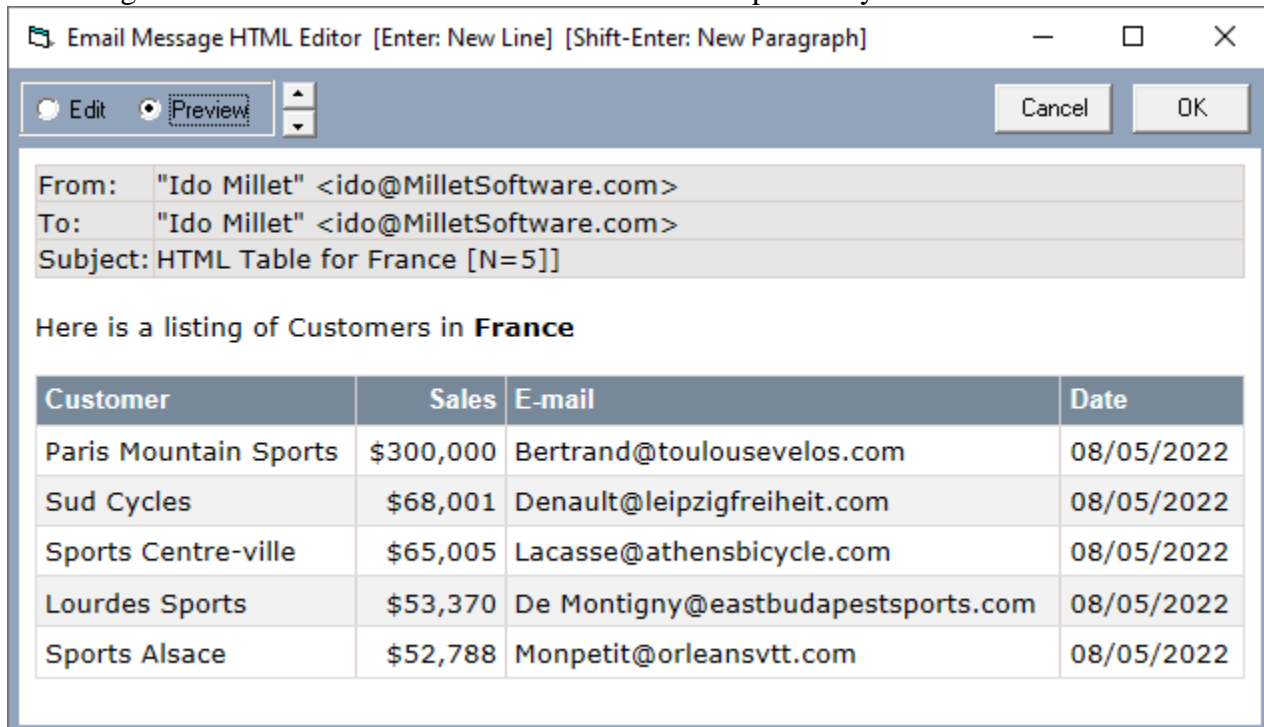 Email Message HTML Editor [Enter: New Line] [Shift-Enter: New Paragraph]
Edit Preview Cancel OK
From: "Ido Millet" <ido@MilletSoftware.com>
To: "Ido Millet" <ido@MilletSoftware.com>
Subject: HTML Table for France [N=5]]
Here is a listing of Customers in France
Customer Sales E-mail Date
Paris Mountain Sports $300,000 Bertrand@toulousevelos.com 08/05/2022
Sud Cycles $68,001 Denault@leipzigfreiheit.com 08/05/2022
Sports Centre-ville $65,005 Lacasse@athensbicycle.com 08/05/2022
Lourdes Sports $53,370 De Montigny@eastbudapestsports.com 08/05/2022
Sports Alsace $52,788 Monpetit@orleansvtt.com 08/05/2022